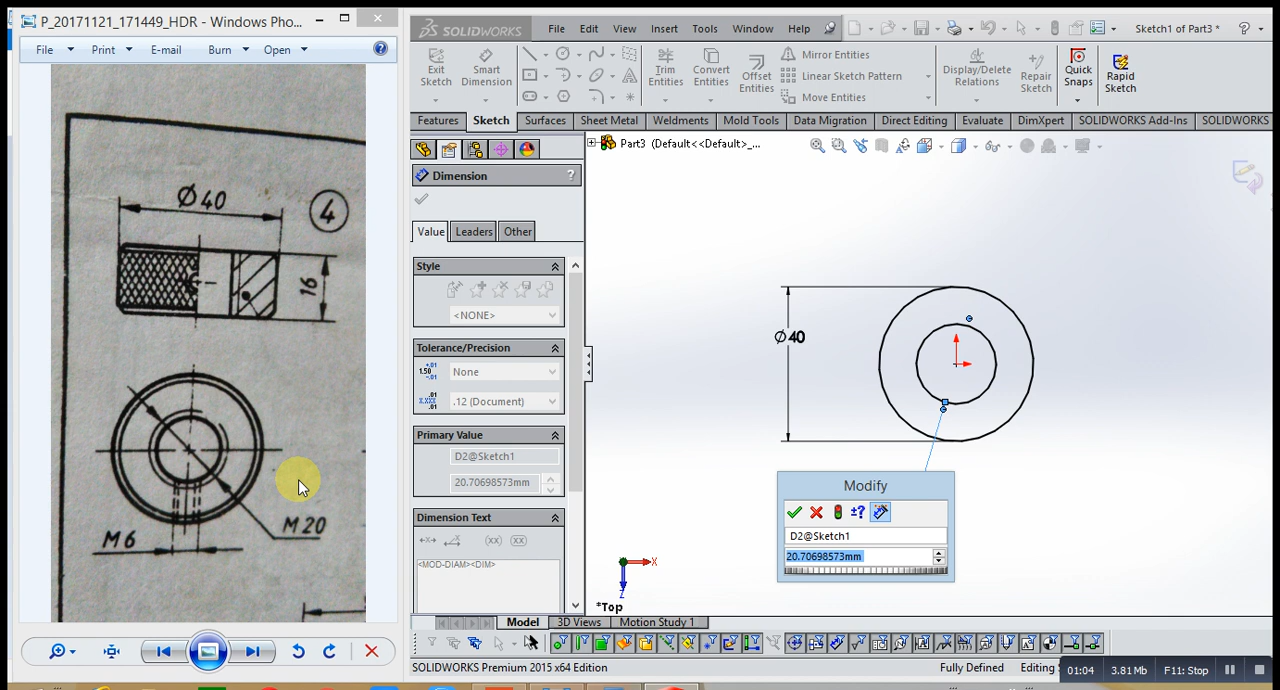 P_20171121_171449_HDR - Windows Pho...
File Print E-mail Burn Open
Ø40
4
16
M20
M6
SOLIDWORKS
File Edit View Insert Tools Window Help
Sketch1 of Part3 *
Exit Sketch
Smart Dimension
Trim Entities
Convert Entities
Offset Entities
Mirror Entities
Linear Sketch Pattern
Move Entities
Display/Delete Relations
Repair Sketch
Quick Snaps
Rapid Sketch
Features Sketch Surfaces Sheet Metal Weldments Mold Tools Data Migration Direct Editing Evaluate DimXpert SOLIDWORKS Add-Ins SOLIDWORKS
Part3 (Default<<Default>_...
Dimension ?
Value Leaders Other
Style
<NONE>
Tolerance/Precision
None
.12 (Document)
Primary Value
D2@Sketch1
20.70698573mm
Dimension Text
<MOD-DIAM><DIM>
Ø40
Modify
D2@Sketch1
20.70698573mm
X
Z
*Top
Model 3D Views Motion Study 1
SOLIDWORKS Premium 2015 x64 Edition
Fully Defined
Editing
01:04 3.81 Mb F11: Stop